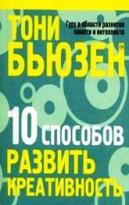 ТОНИ
БЬЮЗЕН
Гуру в области развития
памяти и интеллекта
10 СПОСОБОВ
РАЗВИТЬ
КРЕАТИВНОСТЬ